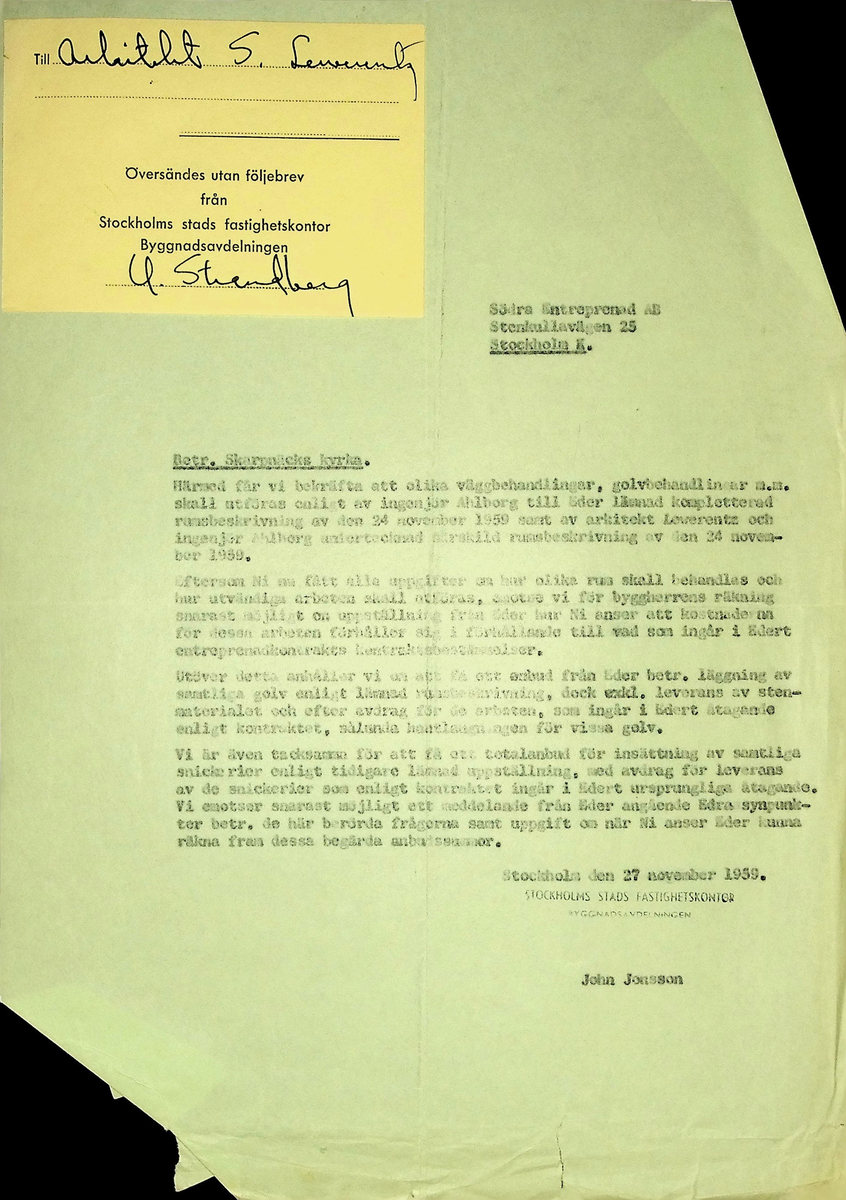 Till Arkitekt S. Lewerentz
Översändes utan följebrev
från
Stockholms stads fastighetskontor
Byggnadsavdelningen
U. Strandberg
Södra Entreprenad AB
Stenkullavägen 25
Stockholm K.
Betr. Skarpnäcks kyrka.
Härmed får vi bekräfta att olika väggbehandlingar, golvbehandlingar m.m.
skall utföras enligt av ingenjör Ahlborg till Eder lämnad kompletterad
rumsbeskrivning av den 24 november 1959 samt av arkitekt Lewerentz och
ingenjör Ahlborg undertecknad särskild rumsbeskrivning av den 24 novem-
ber 1959.
Eftersom Ni nu fått alla uppgifter om hur olika rum skall behandlas och
hur utvändiga arbeten skall utföras, emotse vi för byggherrens räkning
snarast möjligt en uppställning från Eder hur Ni anser att kostnaderna
för dessa arbeten förhåller sig i förhållande till vad som ingår i Edert
entreprenadkontrakts kontraktsbestämmelser.
Utöver detta anhåller vi om att få ett anbud från Eder betr. läggning av
samtliga golv enligt lämnad rumsbeskrivning, dock exkl. leverans av sten-
materialet och efter avdrag för de arbeten, som ingår i Edert åtagande
enligt kontraktet, sålunda handlangningen för vissa golv.
Vi är även tacksamma för att få ett totalanbud för insättning av samtliga
snickerier enligt tidigare lämnad uppställning, med avdrag för leverans
av de snickerier som enligt kontraktet ingår i Edert ursprungliga åtagande.
Vi emotser snarast möjligt ett meddelande från Eder angående Edra synpunk-
ter betr. de här berörda frågorna samt uppgift om när Ni anser Eder kunna
räkna fram dessa begärda anbudssummor.
Stockholm den 27 november 1959.
STOCKHOLMS STADS FASTIGHETSKONTOR
BYGGNADSAVDELNINGEN
John Jonsson